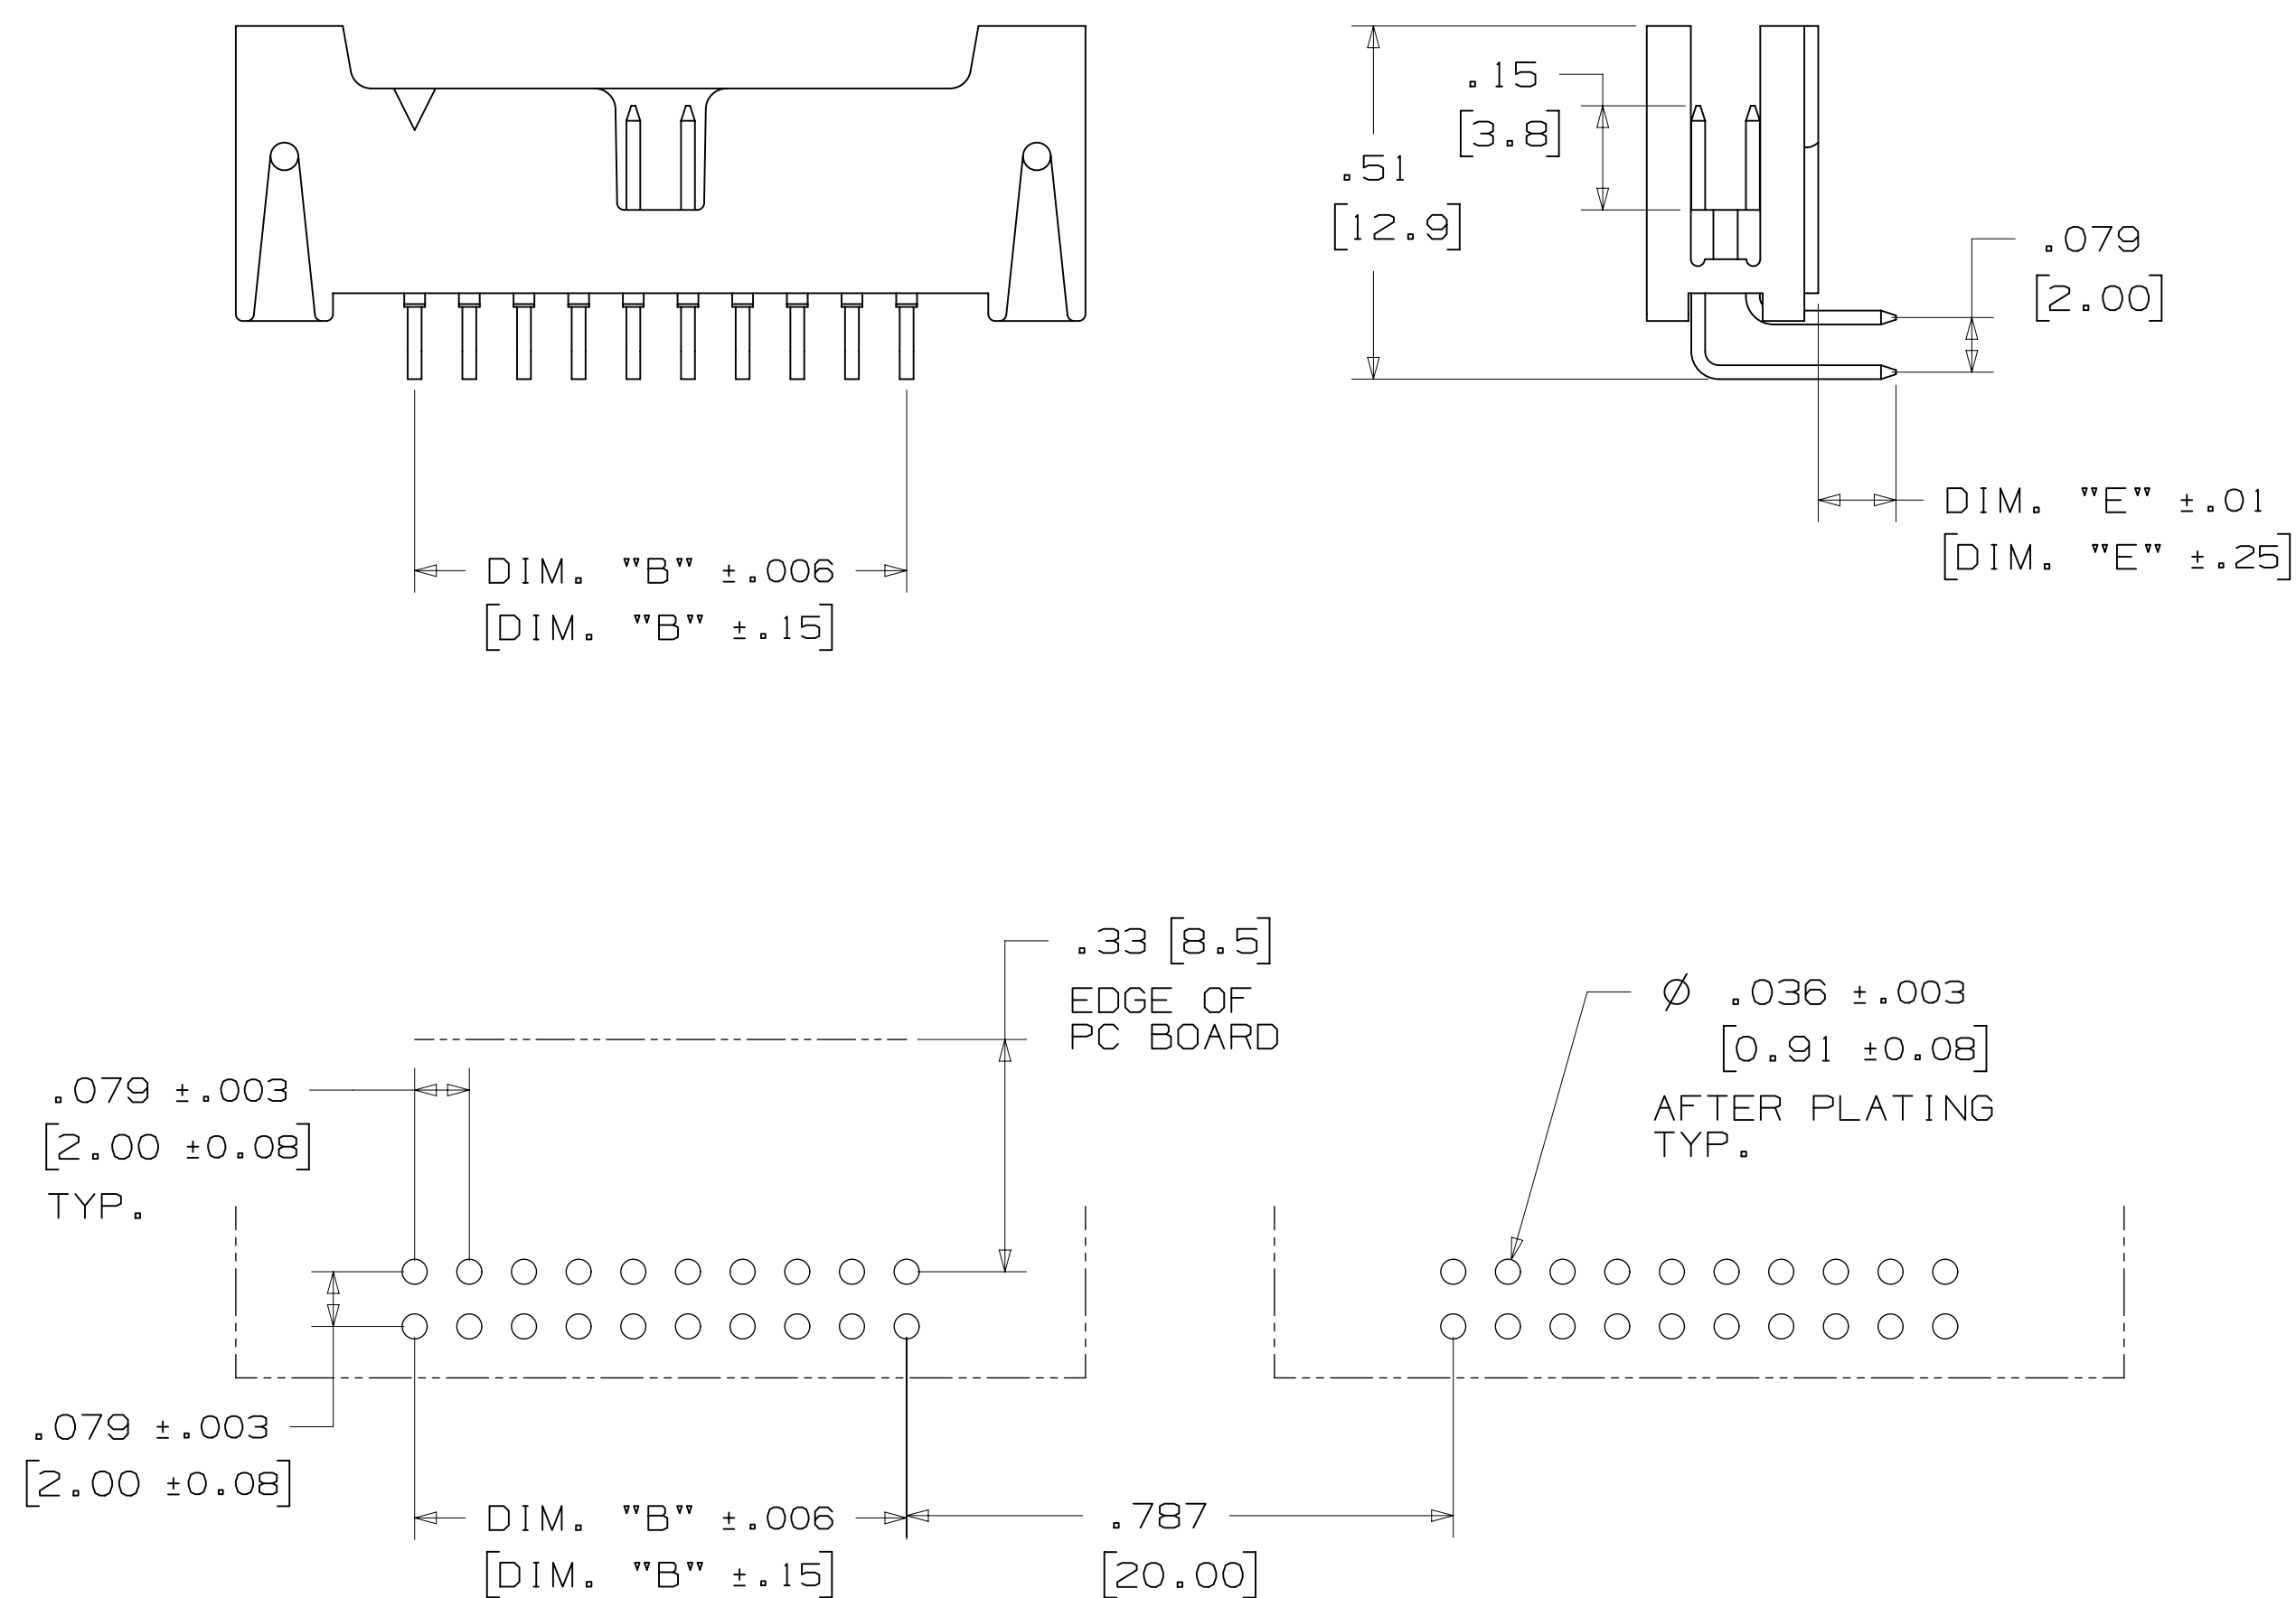 .15
[3.8]
.51
[12.9]
.079
[2.00]
DIM. "E" ±.01
[DIM. "E" ±.25]
DIM. "B" ±.006
[DIM. "B" ±.15]
.33 [8.5]
EDGE OF
PC BOARD
Ø .036 ±.003
[0.91 ±0.08]
AFTER PLATING
TYP.
.079 ±.003
[2.00 ±0.08]
TYP.
.079 ±.003
[2.00 ±0.08]
DIM. "B" ±.006
[DIM. "B" ±.15]
.787
[20.00]